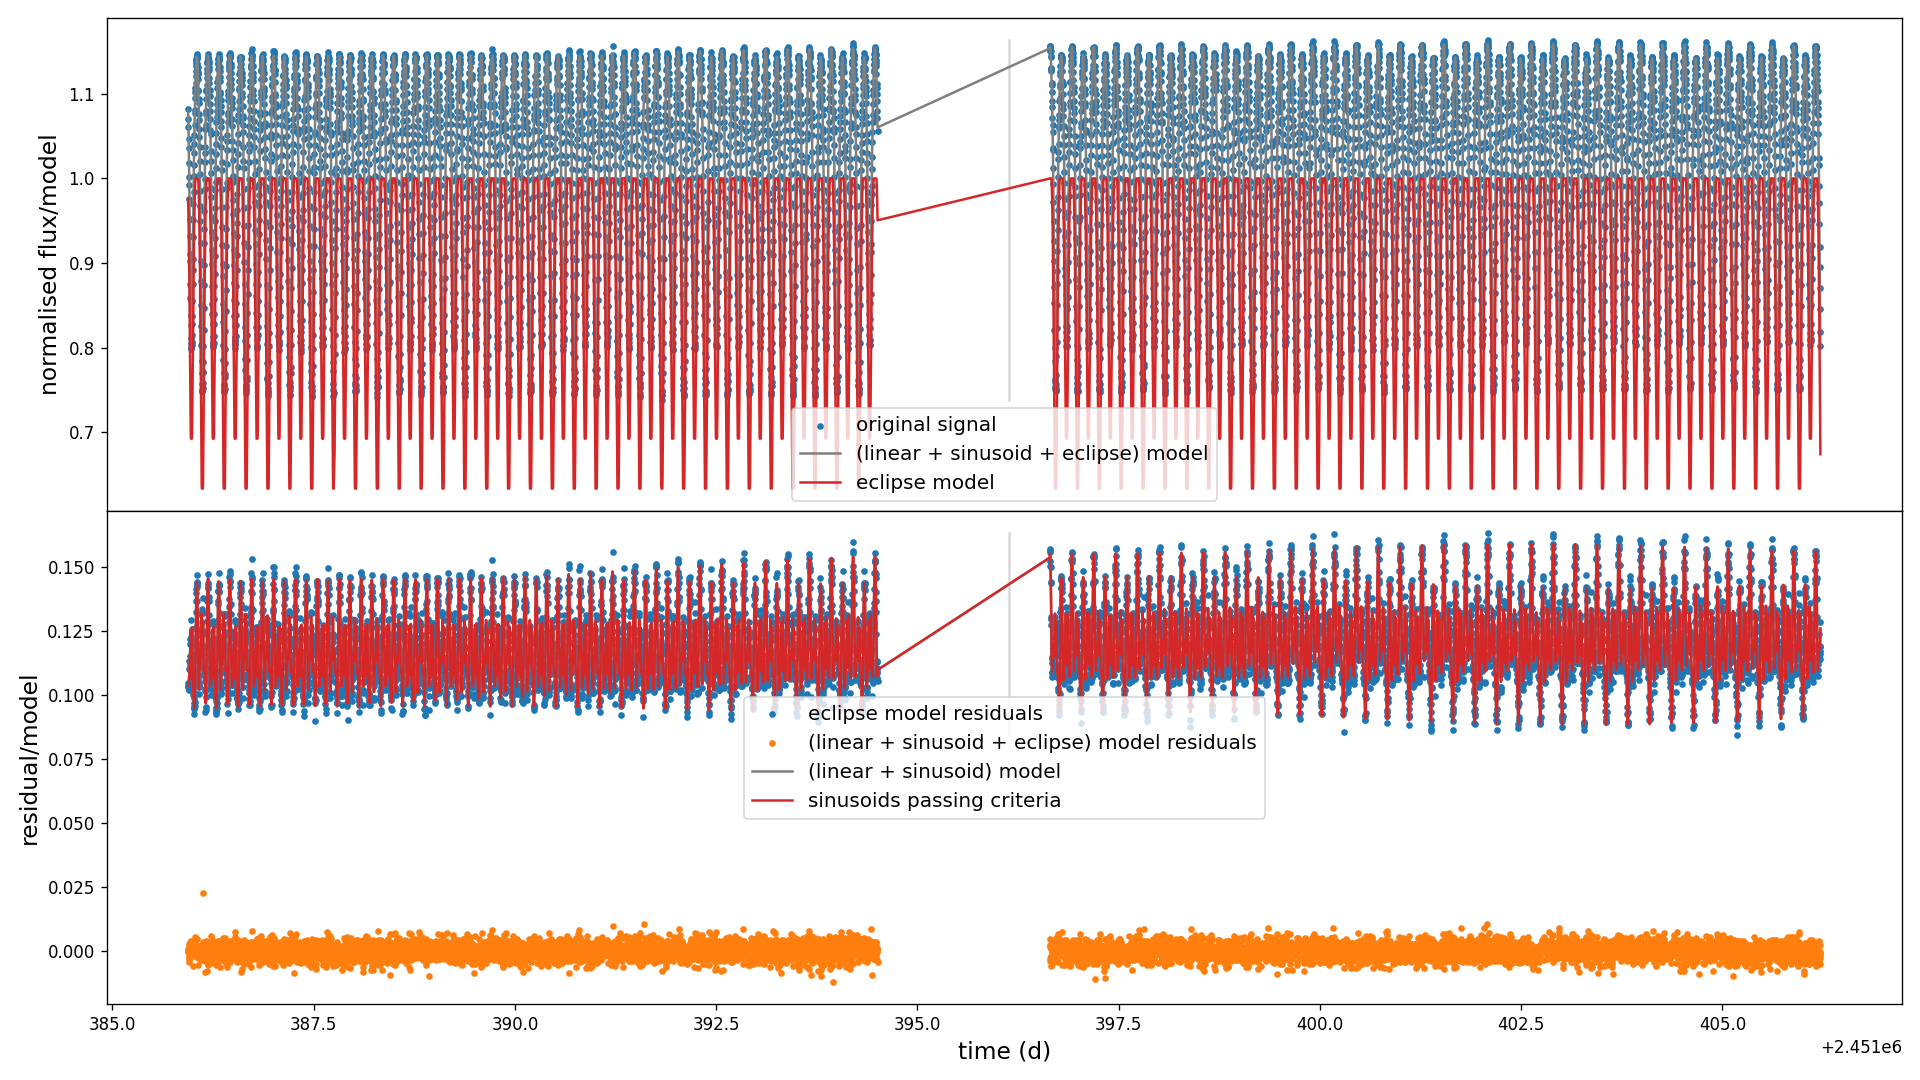 normalised flux/model
1.1
1.0
0.9
0.8
0.7
original signal
(linear + sinusoid + eclipse) model
eclipse model
residual/model
0.150
0.125
0.100
0.075
0.050
0.025
0.000
eclipse model residuals
(linear + sinusoid + eclipse) model residuals
(linear + sinusoid) model
sinusoids passing criteria
385.0 387.5 390.0 392.5 395.0 397.5 400.0 402.5 405.0
time (d)
+2.451e6